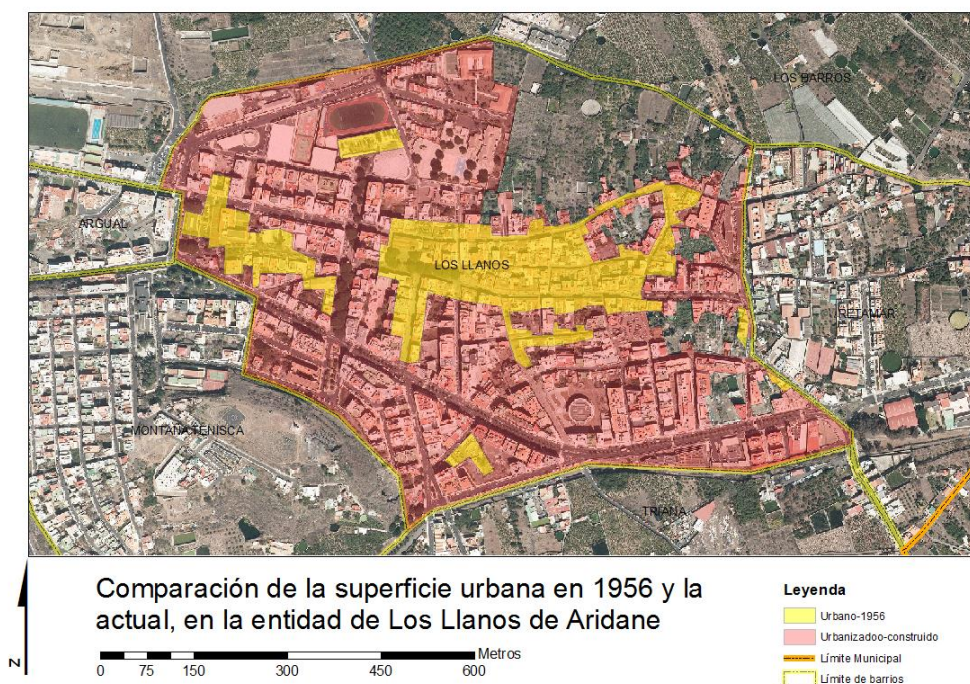 LOS BARROS
ARGUAL
LOS LLANOS
RETAMAR
MONTAÑA TENISCA
TRIANA
Comparación de la superficie urbana en 1956 y la
actual, en la entidad de Los Llanos de Aridane
Leyenda
Urbano-1956
Urbanizadoo-construido
Límite Municipal
Límite de barrios
Metros
0 75 150 300 450 600
N